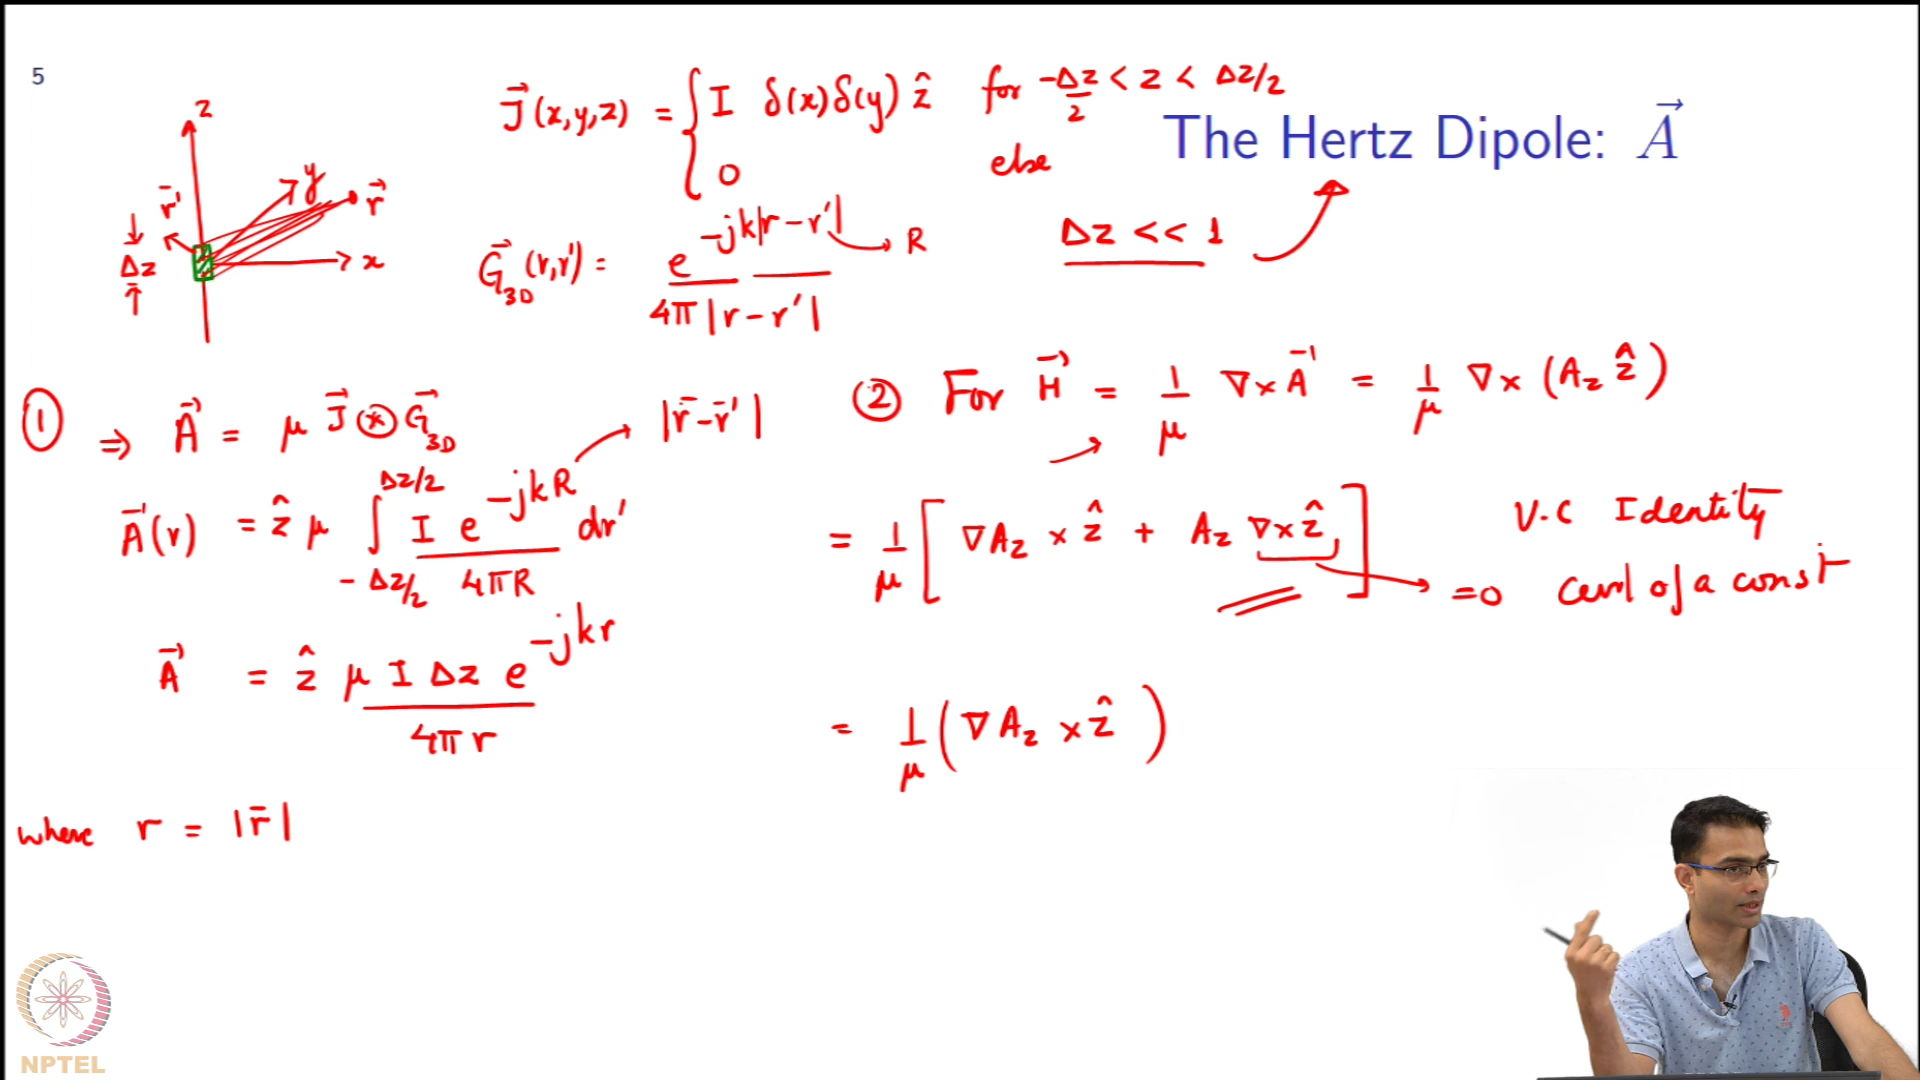 5
The Hertz Dipole: A⃗
J⃗(x,y,z) = { I δ(x)δ(y) ẑ for -Δz/2 < z < Δz/2
0 else
Δz << 1
G⃗3D(r,r') = e^{-jk|r-r'|} / 4π|r-r'|
R
z
y
x
r̄'
r⃗
Δz
① ⇒ A⃗ = μ J⃗ ⊛ G⃗3D
|r̄-r̄'|
A⃗(r) = ẑ μ ∫_{-Δz/2}^{Δz/2} I e^{-jkR} / 4πR dr'
A⃗ = ẑ μ I Δz e^{-jkr} / 4πr
where r = |r̄|
② For H⃗ = 1/μ ∇×A⃗ = 1/μ ∇×(Az ẑ)
= 1/μ [ ∇Az × ẑ + Az ∇×ẑ ]
V.C Identity
=0 curl of a const
= 1/μ (∇Az × ẑ)
NPTEL